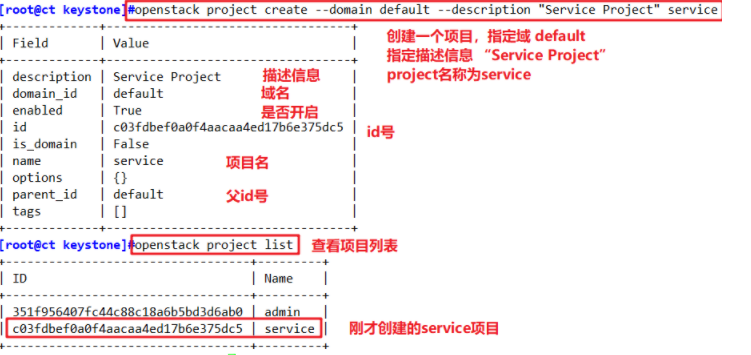 [root@ct keystone]#openstack project create --domain default --description "Service Project" service
创建一个项目，指定域 default
指定描述信息 “Service Project”
project名称为service
| Field | Value |
| description | Service Project | 描述信息
| domain_id | default | 域名
| enabled | True | 是否开启
| id | c03fdbef0a0f4aacaa4ed17b6e375dc5 | id号
| is_domain | False |
| name | service | 项目名
| options | {} |
| parent_id | default | 父id号
| tags | [] |
[root@ct keystone]#openstack project list 查看项目列表
| ID | Name |
| 351f956407fc44c88c18a6b5bd3d6ab0 | admin |
| c03fdbef0a0f4aacaa4ed17b6e375dc5 | service | 刚才创建的service项目